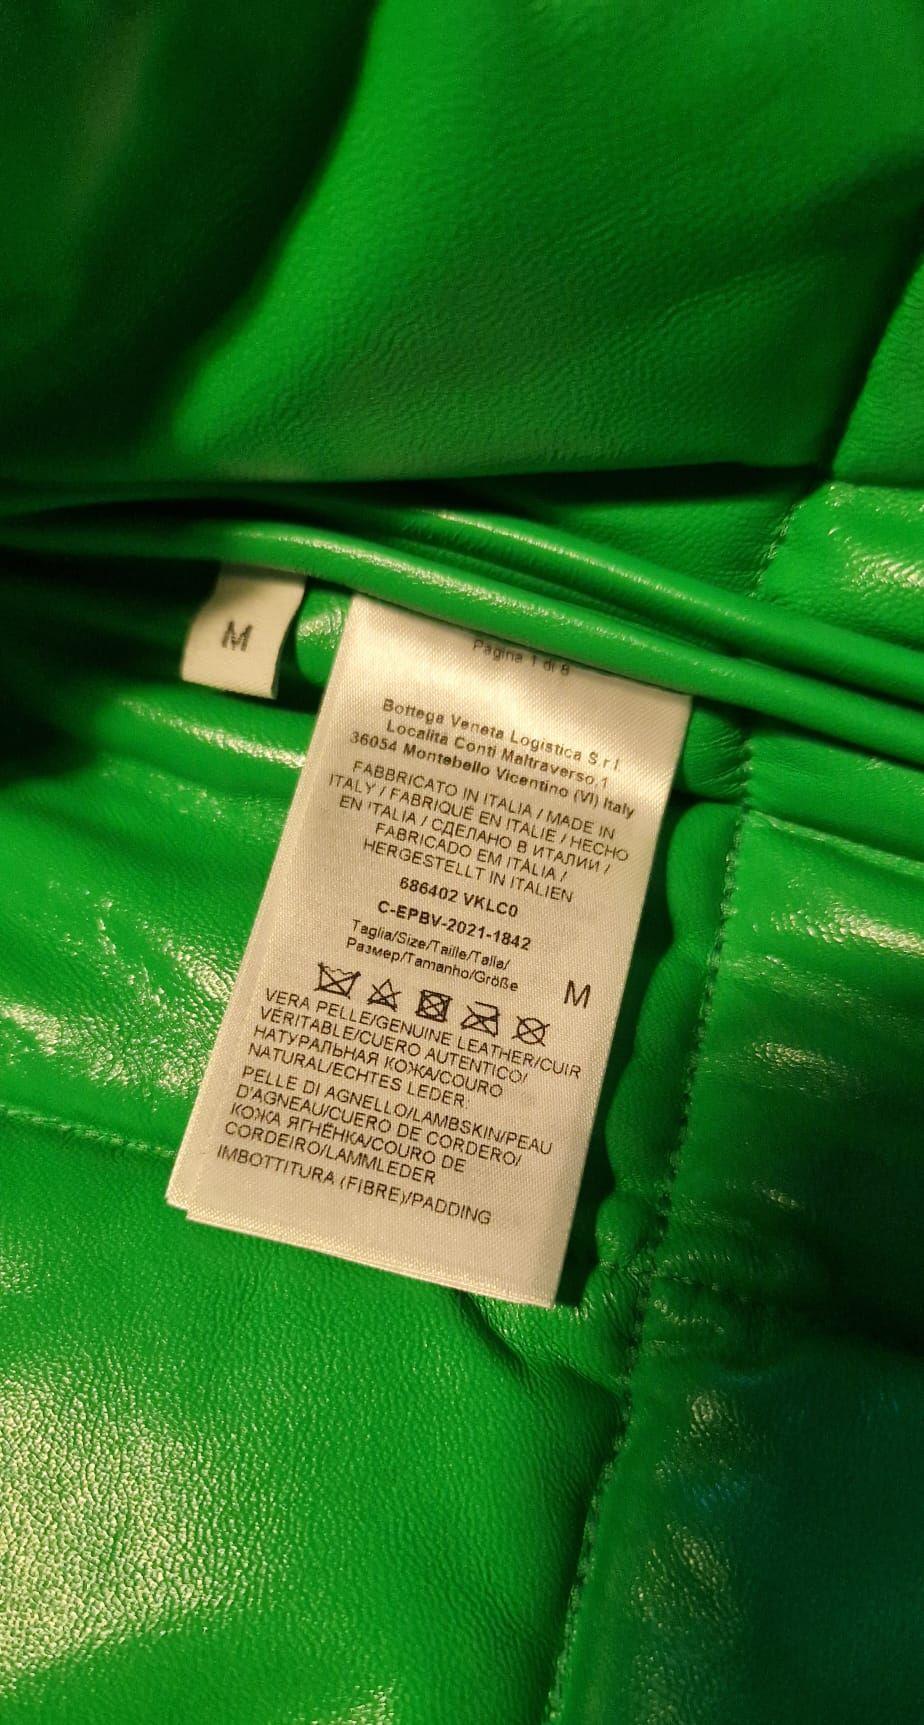 M
Pagina 1 di 8
Bottega Veneta Logistica S.r.l.
Località Conti Maltraverso,1
36054 Montebello Vicentino (VI) Italy
FABBRICATO IN ITALIA / MADE IN
ITALY / FABRIQUÉ EN ITALIE / HECHO
EN ITALIA / СДЕЛАНО В ИТАЛИИ /
FABRICADO EM ITÁLIA /
HERGESTELLT IN ITALIEN
686402 VKLC0
C-EPBV-2021-1842
Taglia/Size/Taille/Talla/
Размер/Tamanho/Größe
M
VERA PELLE/GENUINE LEATHER/CUIR
VÉRITABLE/CUERO AUTENTICO/
НАТУРАЛЬНАЯ КОЖА/COURO
NATURAL/ECHTES LEDER:
PELLE DI AGNELLO/LAMBSKIN/PEAU
D'AGNEAU/CUERO DE CORDERO/
КОЖА ЯГНЁНКА/COURO DE
CORDEIRO/LAMMLEDER
IMBOTTITURA (FIBRE)/PADDING